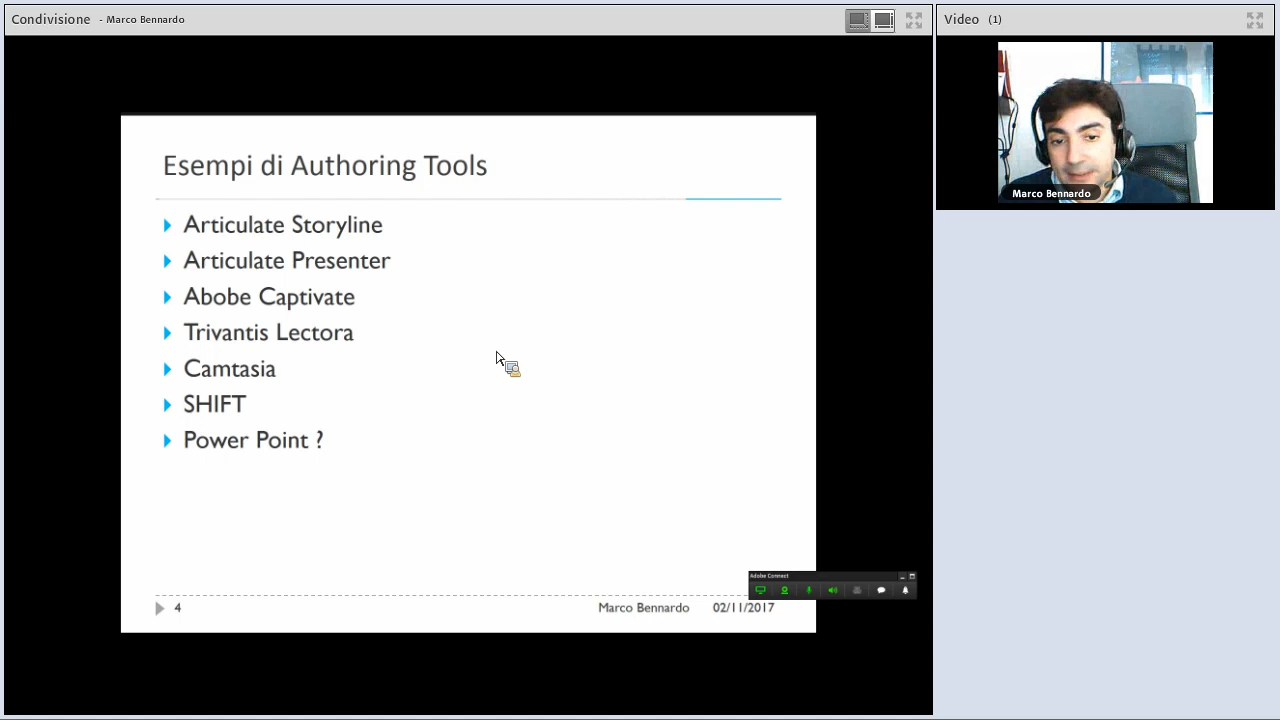 Condivisione - Marco Bennardo
Video (1)
Marco Bennardo
Esempi di Authoring Tools
Articulate Storyline
Articulate Presenter
Abobe Captivate
Trivantis Lectora
Camtasia
SHIFT
Power Point ?
Adobe Connect
4
Marco Bennardo 02/11/2017